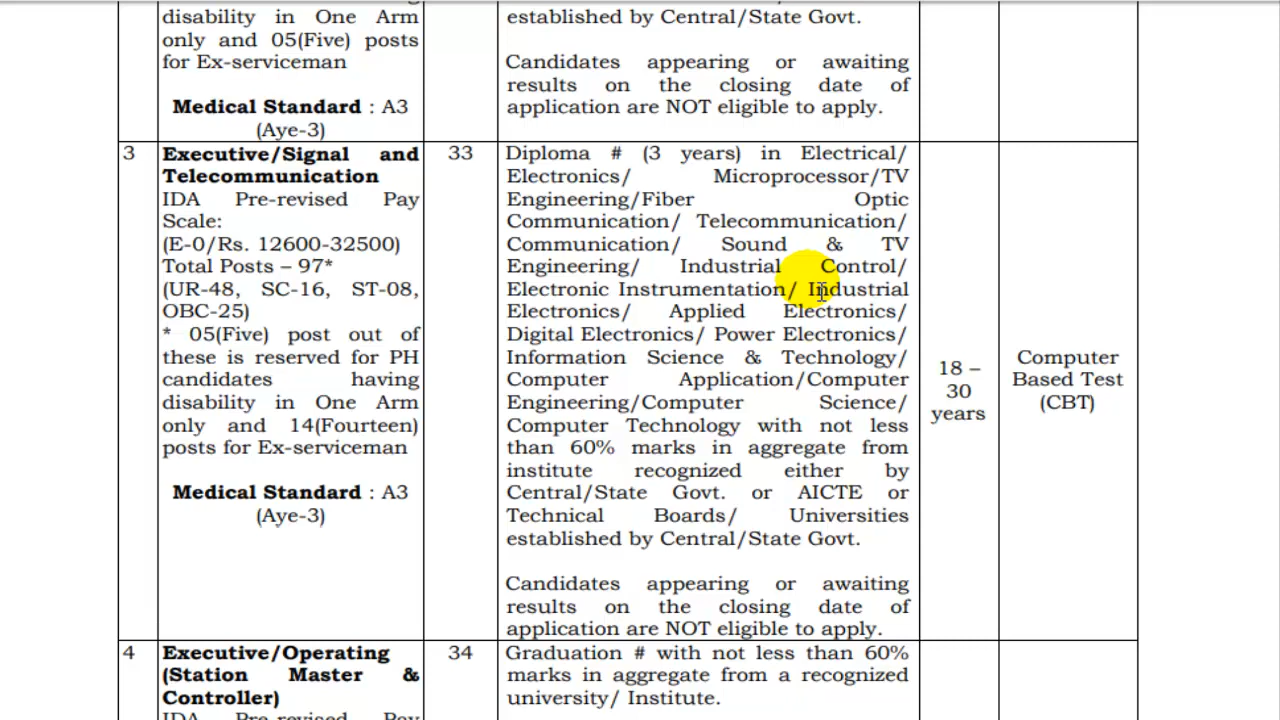 disability in One Arm
only and 05(Five) posts
for Ex-serviceman
Medical Standard : A3
(Aye-3)
established by Central/State Govt.
Candidates appearing or awaiting
results on the closing date of
application are NOT eligible to apply.
3
Executive/Signal and
Telecommunication
IDA Pre-revised Pay
Scale:
(E-0/Rs. 12600-32500)
Total Posts – 97*
(UR-48, SC-16, ST-08,
OBC-25)
* 05(Five) post out of
these is reserved for PH
candidates having
disability in One Arm
only and 14(Fourteen)
posts for Ex-serviceman
Medical Standard : A3
(Aye-3)
33
Diploma # (3 years) in Electrical/
Electronics/ Microprocessor/TV
Engineering/Fiber Optic
Communication/ Telecommunication/
Communication/ Sound & TV
Engineering/ Industrial Control/
Electronic Instrumentation/ Industrial
Electronics/ Applied Electronics/
Digital Electronics/ Power Electronics/
Information Science & Technology/
Computer Application/Computer
Engineering/Computer Science/
Computer Technology with not less
than 60% marks in aggregate from
institute recognized either by
Central/State Govt. or AICTE or
Technical Boards/ Universities
established by Central/State Govt.
Candidates appearing or awaiting
results on the closing date of
application are NOT eligible to apply.
18 –
30
years
Computer
Based Test
(CBT)
4
Executive/Operating
(Station Master &
Controller)
IDA Pre-revised Pay
34
Graduation # with not less than 60%
marks in aggregate from a recognized
university/ Institute.